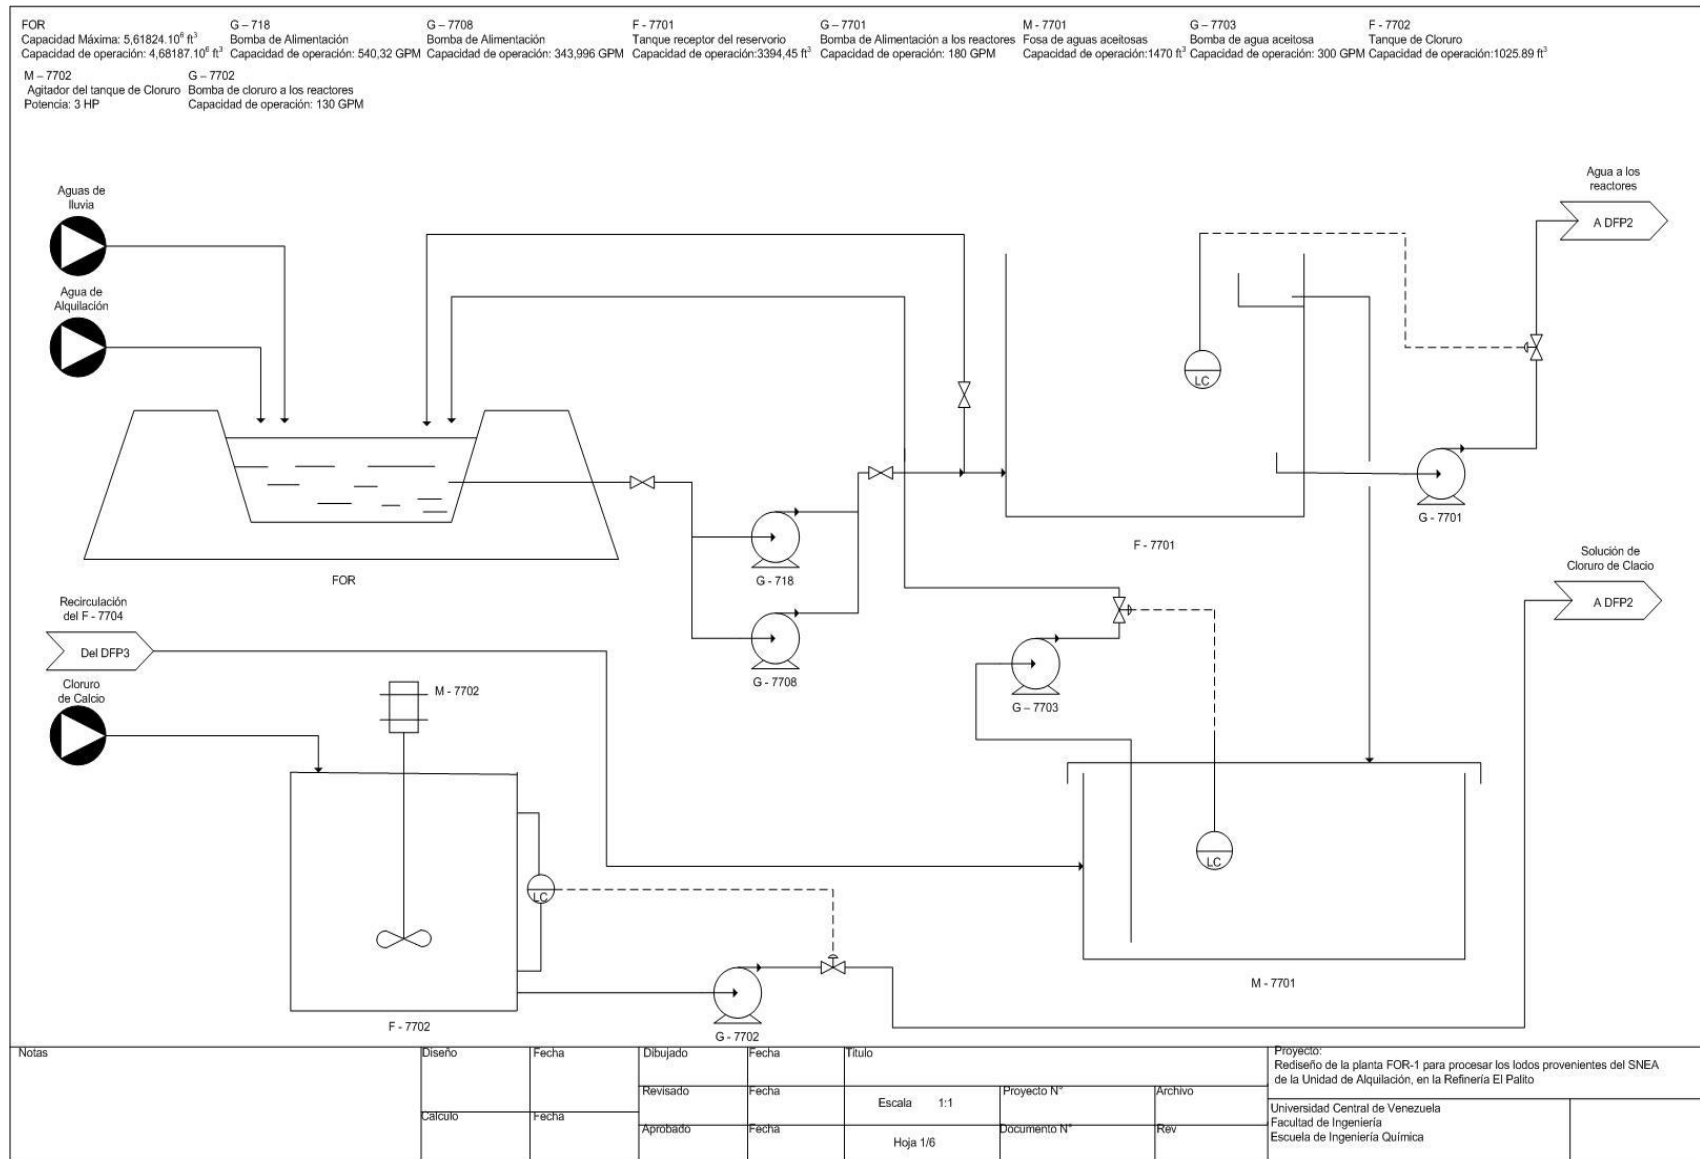 FOR
Capacidad Máxima: 5,61824.10⁶ ft³
Capacidad de operación: 4,68187.10⁶ ft³
G – 718
Bomba de Alimentación
Capacidad de operación: 540,32 GPM
G – 7708
Bomba de Alimentación
Capacidad de operación: 343,996 GPM
F - 7701
Tanque receptor del reservorio
Capacidad de operación:3394,45 ft³
G – 7701
Bomba de Alimentación a los reactores
Capacidad de operación: 180 GPM
M - 7701
Fosa de aguas aceitosas
Capacidad de operación:1470 ft³
G – 7703
Bomba de agua aceitosa
Capacidad de operación: 300 GPM
F - 7702
Tanque de Cloruro
Capacidad de operación:1025.89 ft³
M – 7702
Agitador del tanque de Cloruro
Potencia: 3 HP
G – 7702
Bomba de cloruro a los reactores
Capacidad de operación: 130 GPM
Aguas de
lluvia
Agua a los
reactores
A DFP2
Agua de
Alquilación
LC
G - 7701
F - 7701
FOR
G - 718
Solución de
Cloruro de Clacio
A DFP2
Recirculación
del F - 7704
Del DFP3
G - 7708
Cloruro
de Calcio
M - 7702
G – 7703
LC
LC
M - 7701
F - 7702
G - 7702
Notas
Diseño
Fecha
Calculo
Fecha
Dibujado
Fecha
Revisado
Fecha
Aprobado
Fecha
Título
Escala 1:1
Proyecto N°
Archivo
Hoja 1/6
Documento N°
Rev
Proyecto:
Rediseño de la planta FOR-1 para procesar los lodos provenientes del SNEA
de la Unidad de Alquilación, en la Refinería El Palito
Universidad Central de Venezuela
Facultad de Ingeniería
Escuela de Ingeniería Química